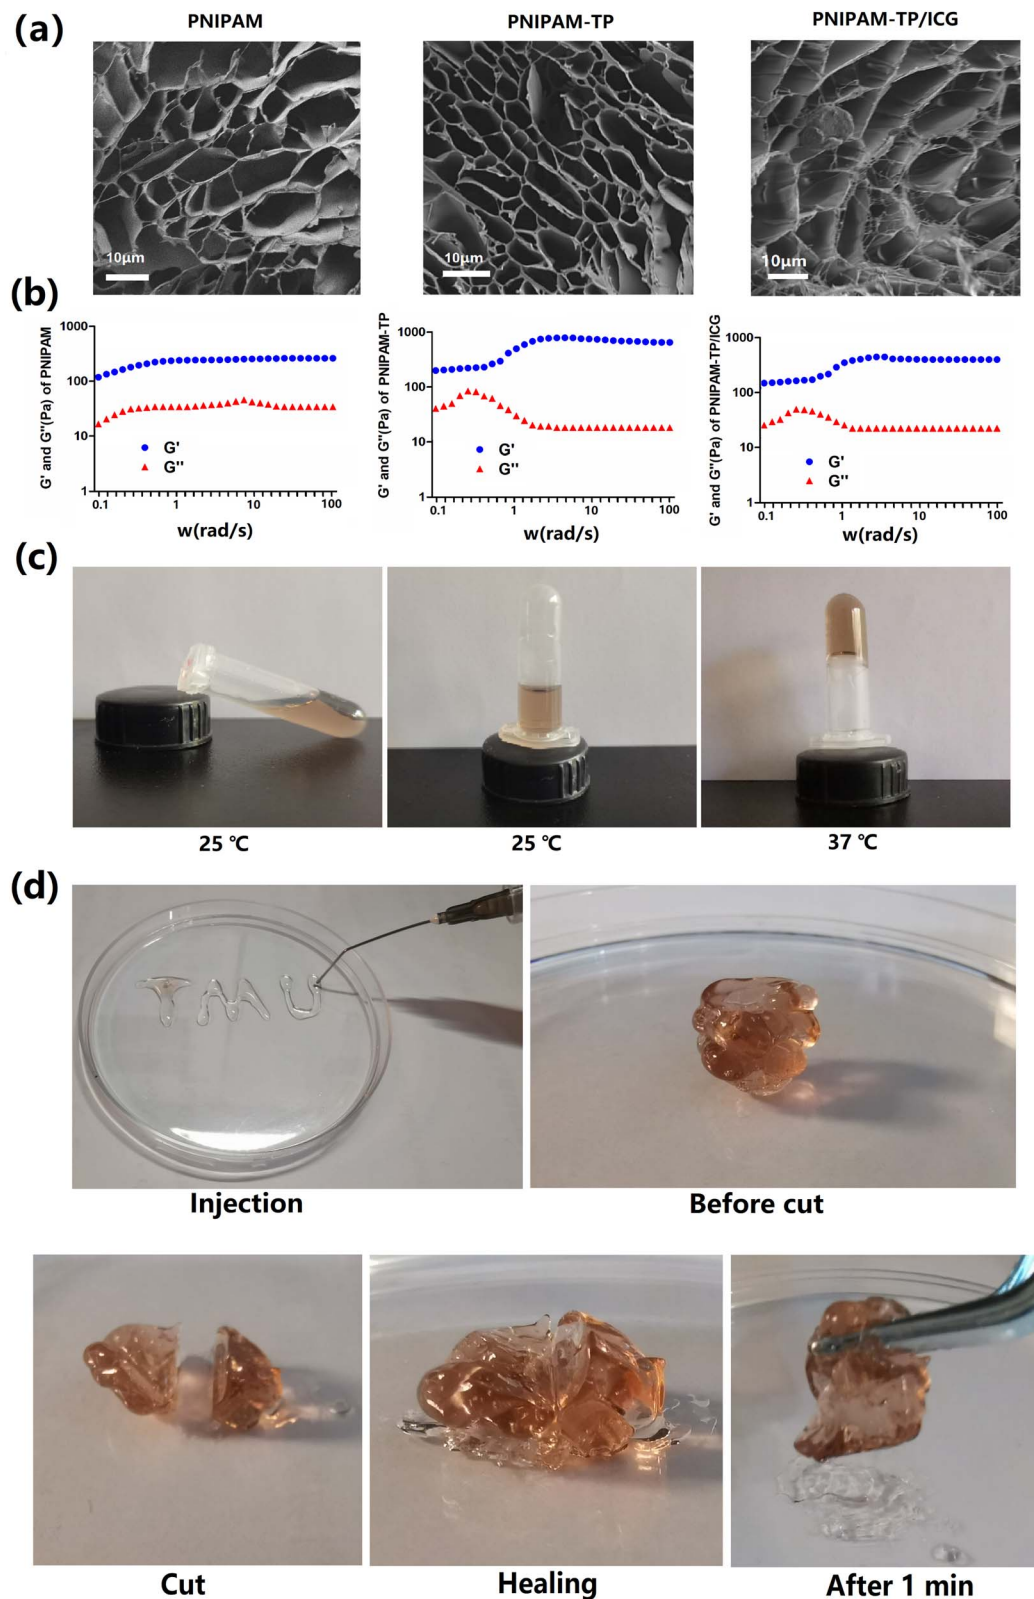 (a)
PNIPAM
PNIPAM-TP
PNIPAM-TP/ICG
10μm
10μm
10μm
(b)
G' and G''(Pa) of PNIPAM
1000
100
10
1
G'
G''
0.1 1 10 100
w(rad/s)
G' and G''(Pa) of PNIPAM-TP
1000
100
10
1
G'
G''
0.1 1 10 100
w(rad/s)
G' and G''(Pa) of PNIPAM-TP/ICG
1000
100
10
1
G'
G''
0.1 1 10 100
w(rad/s)
(c)
25 ℃
25 ℃
37 ℃
(d)
TMU
Injection
Before cut
Cut
Healing
After 1 min